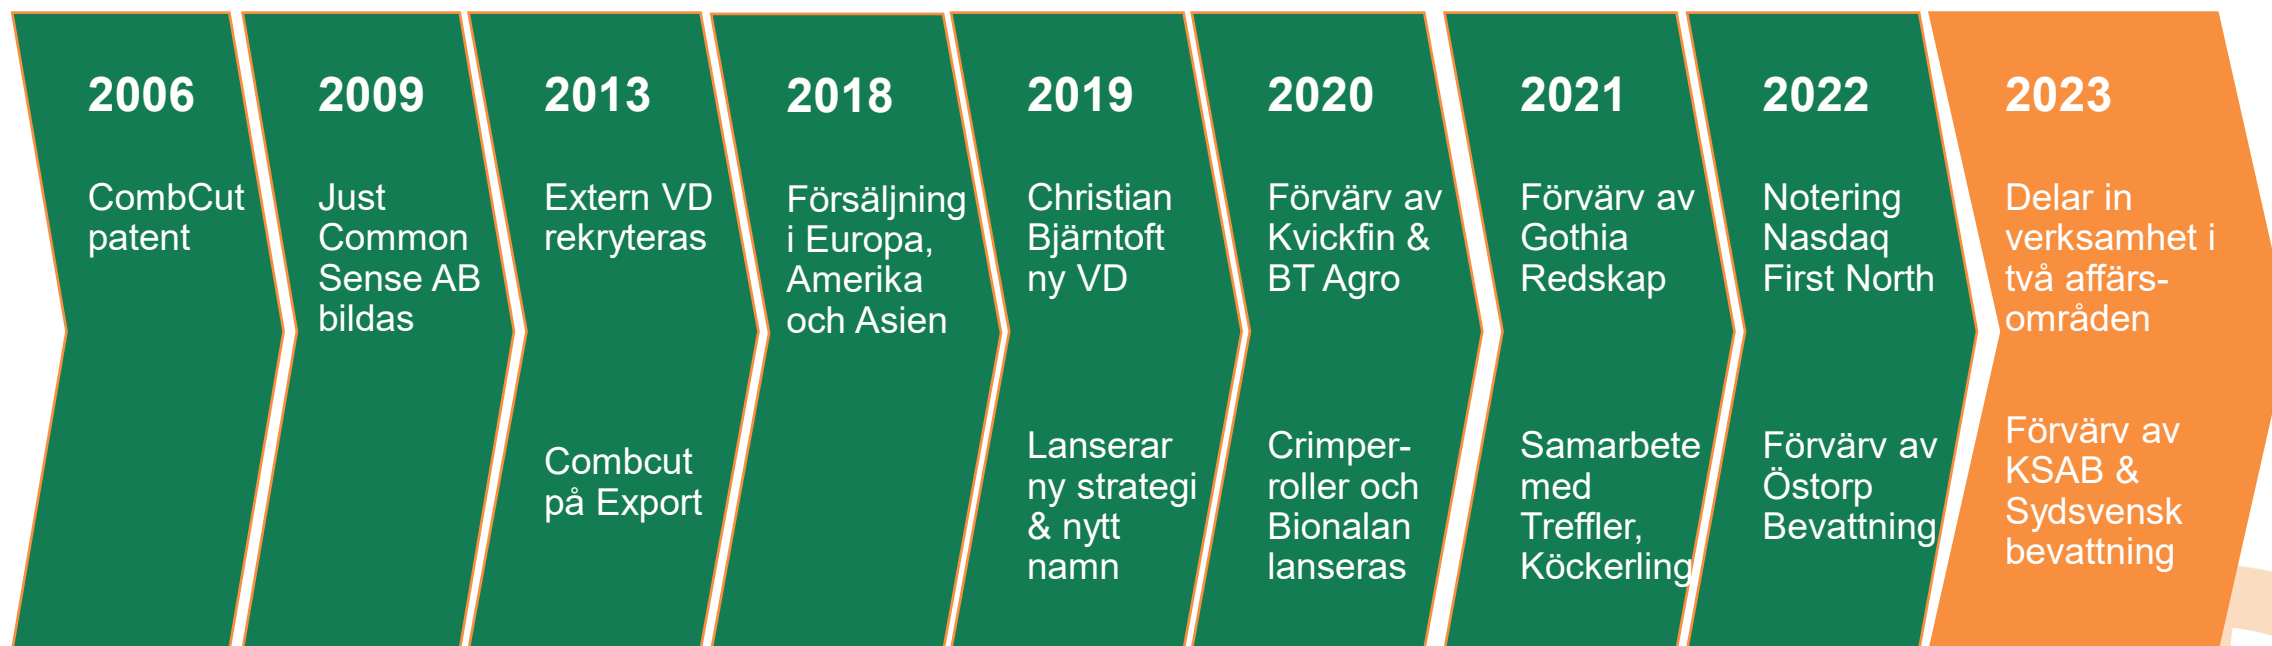 2006
CombCut
patent
2009
Just
Common
Sense AB
bildas
2013
Extern VD
rekryteras
Combcut
på Export
2018
Försäljning
i Europa,
Amerika
och Asien
2019
Christian
Bjärntoft
ny VD
Lanserar
ny strategi
& nytt
namn
2020
Förvärv av
Kvickfin &
BT Agro
Crimper-
roller och
Bionalan
lanseras
2021
Förvärv av
Gothia
Redskap
Samarbete
med
Treffler,
Köckerling
2022
Notering
Nasdaq
First North
Förvärv av
Östorp
Bevattning
2023
Delar in
verksamhet i
två affärs-
områden
Förvärv av
KSAB &
Sydsvensk
bevattning